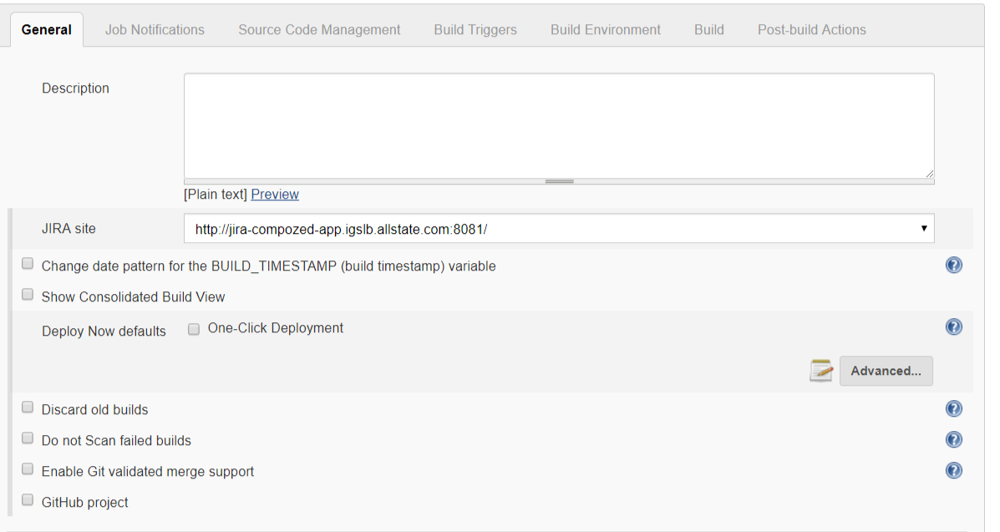 General Job Notifications Source Code Management Build Triggers Build Environment Build Post-build Actions
Description
[Plain text] Preview
JIRA site http://jira-compozed-app.igslb.allstate.com:8081/
Change date pattern for the BUILD_TIMESTAMP (build timestamp) variable
Show Consolidated Build View
Deploy Now defaults One-Click Deployment
Advanced...
Discard old builds
Do not Scan failed builds
Enable Git validated merge support
GitHub project